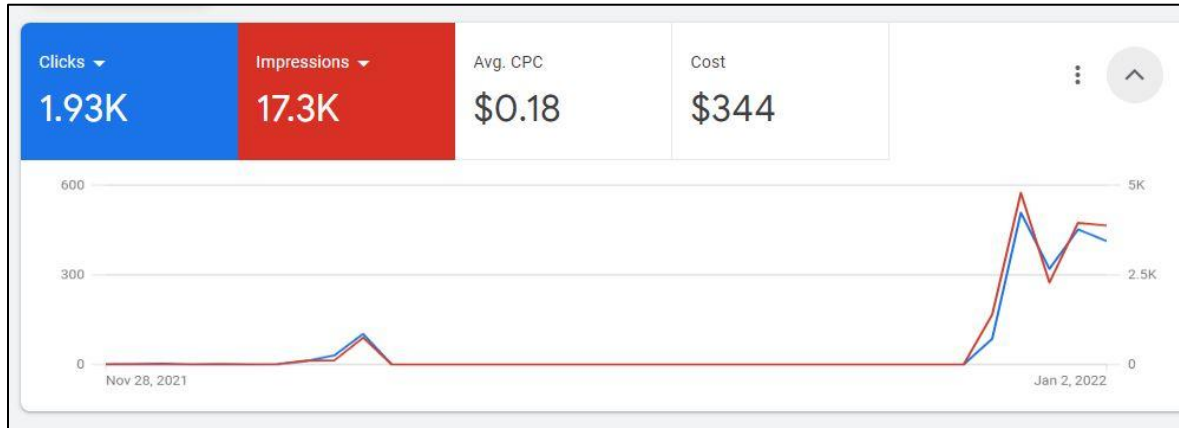 Clicks Impressions Avg. CPC Cost
1.93K 17.3K $0.18 $344
600 5K
300 2.5K
0 0
Nov 28, 2021 Jan 2, 2022